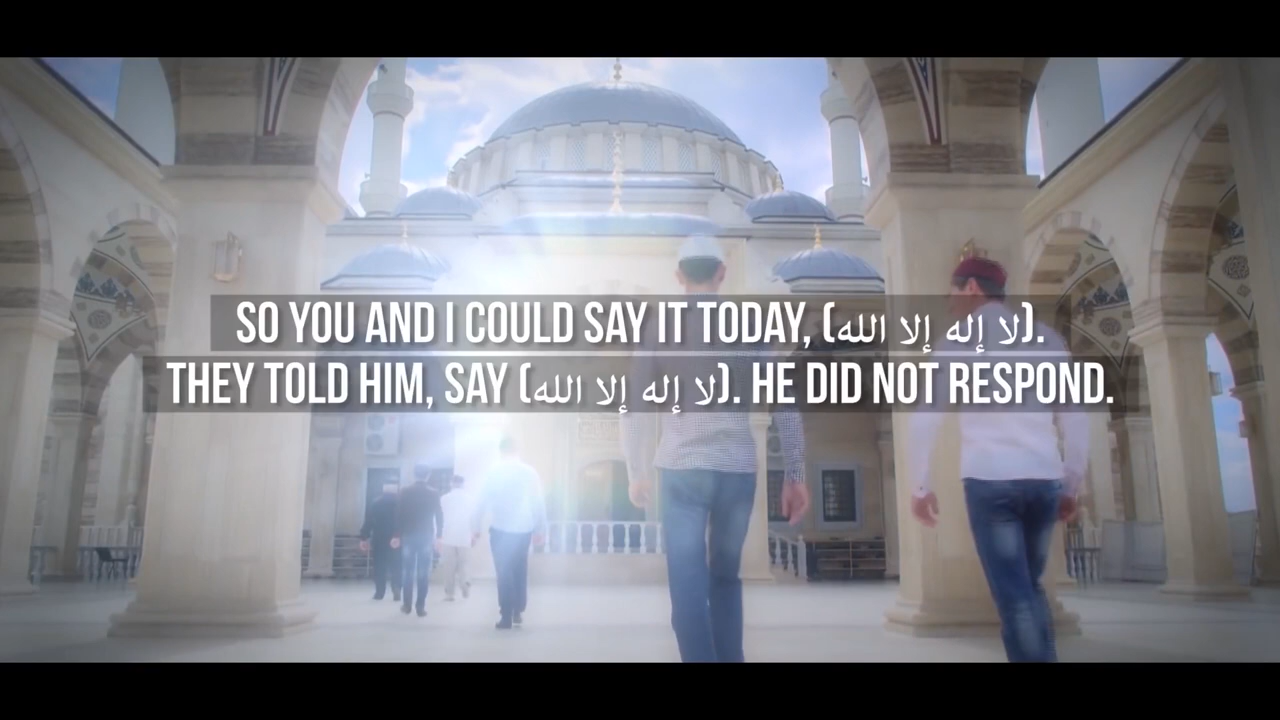 SO YOU AND I COULD SAY IT TODAY, (لا إله إلا الله).
THEY TOLD HIM, SAY (لا إله إلا الله). HE DID NOT RESPOND.